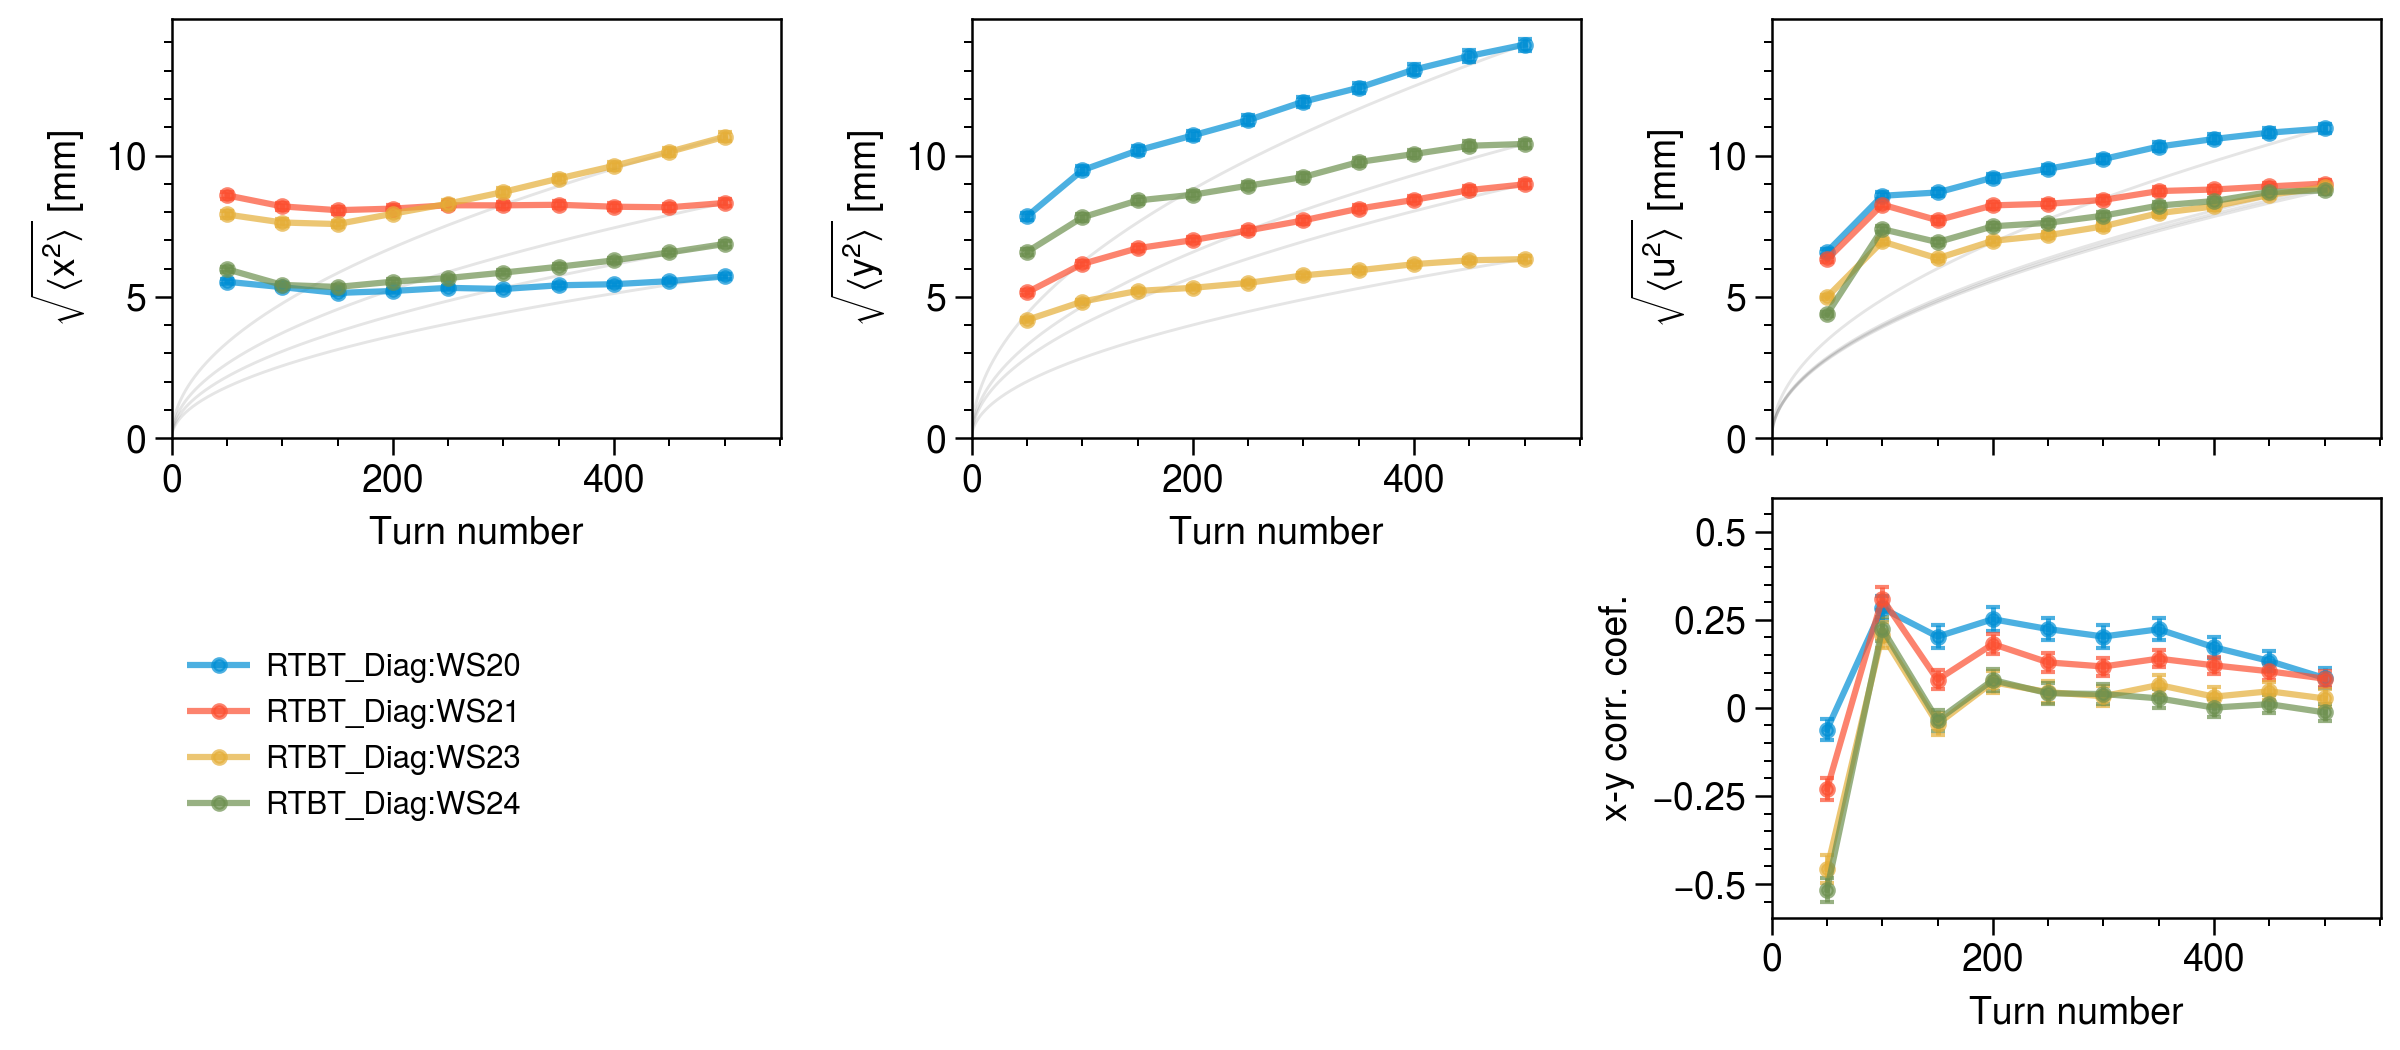 √⟨x²⟩ [mm]
10
5
0
0 200 400
Turn number
√⟨y²⟩ [mm]
10
5
0
0 200 400
Turn number
√⟨u²⟩ [mm]
10
5
0
RTBT_Diag:WS20
RTBT_Diag:WS21
RTBT_Diag:WS23
RTBT_Diag:WS24
x-y corr. coef.
0.5
0.25
0
−0.25
−0.5
0 200 400
Turn number